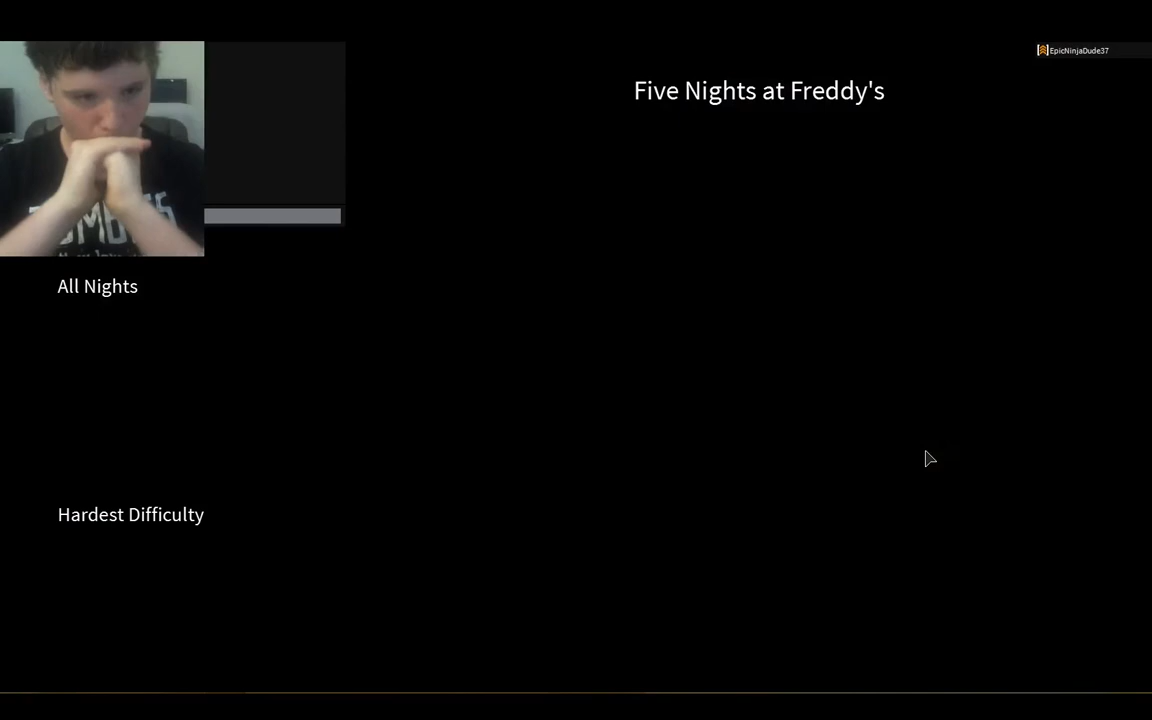 Five Nights at Freddy's
EpicNinjaDude37
All Nights
Hardest Difficulty